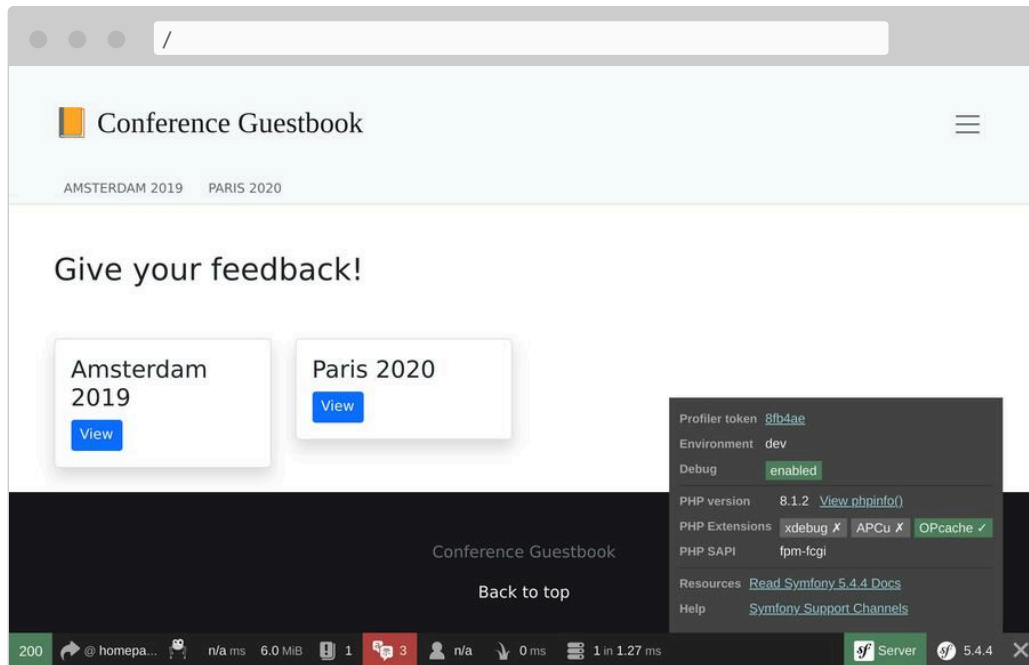 /
Conference Guestbook
AMSTERDAM 2019 PARIS 2020
Give your feedback!
Amsterdam
2019
View
Paris 2020
View
Conference Guestbook
Back to top
Profiler token 8fb4ae
Environment dev
Debug enabled
PHP version 8.1.2 View phpinfo()
PHP Extensions xdebug ✗ APCu ✗ OPcache ✓
PHP SAPI fpm-fcgi
Resources Read Symfony 5.4.4 Docs
Help Symfony Support Channels
200 @ homepa... n/a ms 6.0 MiB 1 3 n/a 0 ms 1 in 1.27 ms sf Server sf 5.4.4